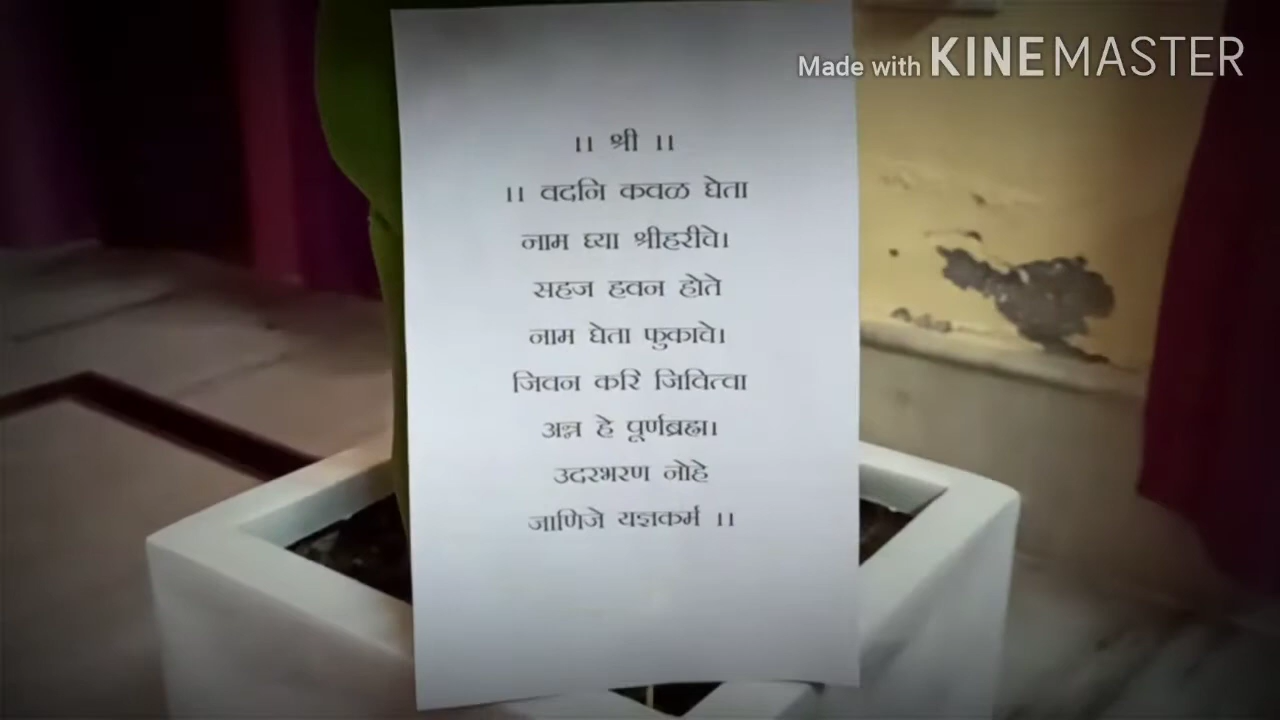 Made with KINEMASTER
।। श्री ।।
।। वदनि कवळ घेता
नाम घ्या श्रीहरीचे।
सहज हवन होते
नाम घेता फुकाचे।
जिवन करि जिवित्वा
अन्न हे पूर्णब्रह्म।
उदरभरण नोहे
जाणिजे यज्ञकर्म ।।